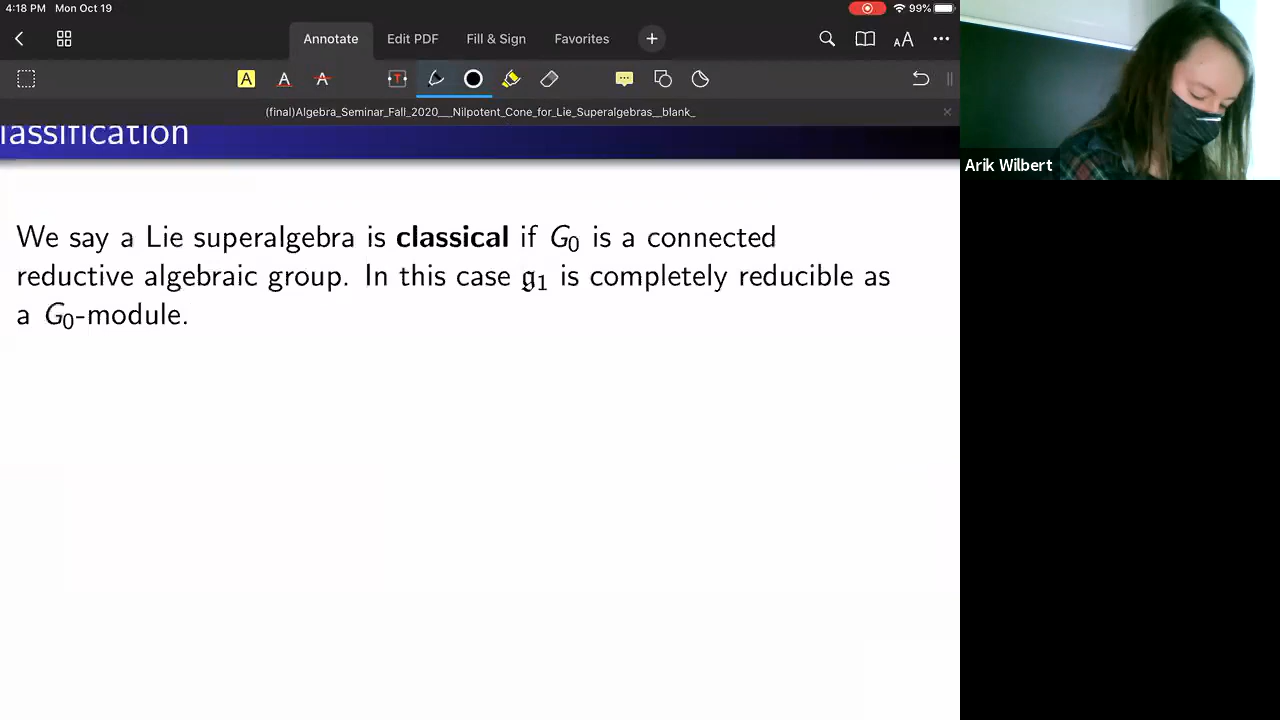 4:18 PM Mon Oct 19
99%
Annotate Edit PDF Fill & Sign Favorites
(final)Algebra_Seminar_Fall_2020___Nilpotent_Cone_for_Lie_Superalgebras__blank_
lassification
We say a Lie superalgebra is classical if G₀ is a connected
reductive algebraic group. In this case 𝔤₁ is completely reducible as
a G₀-module.
Arik Wilbert